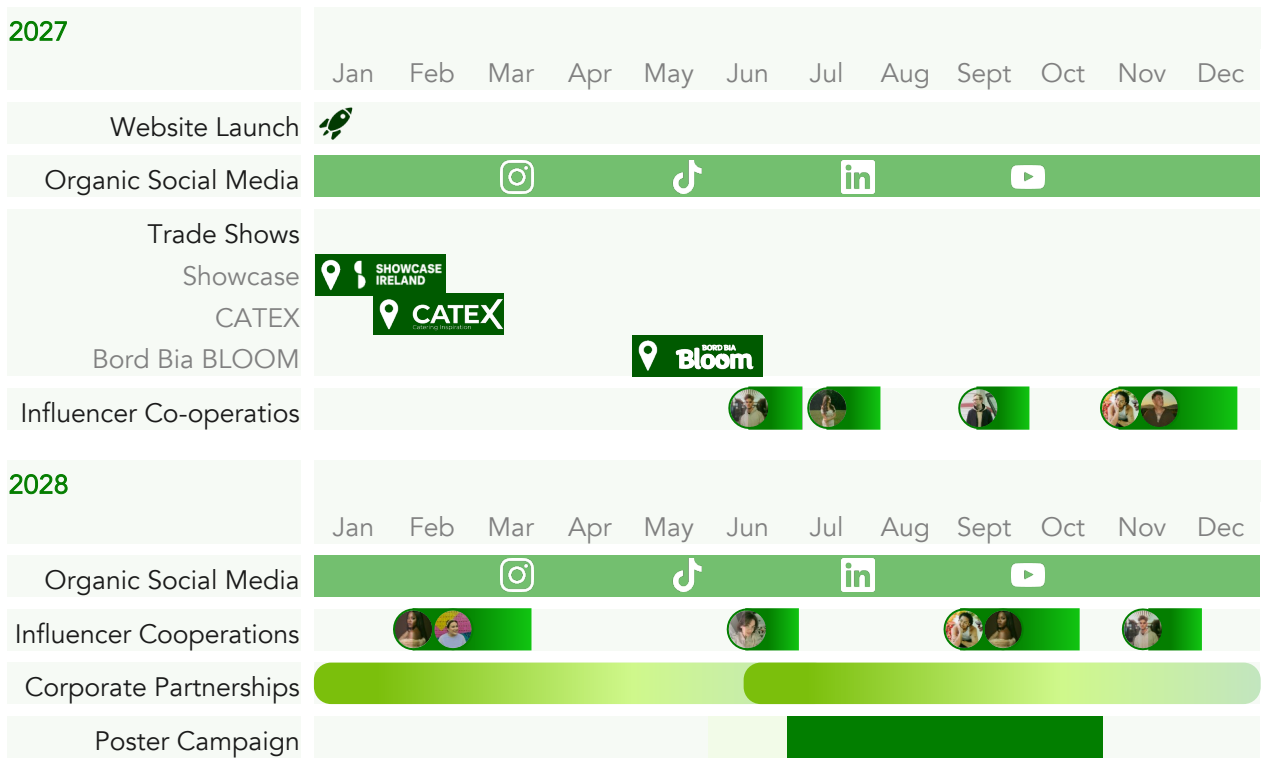 2027
Jan Feb Mar Apr May Jun Jul Aug Sept Oct Nov Dec
Website Launch
Organic Social Media
in
Trade Shows
Showcase
SHOWCASE
IRELAND
CATEX
CATEX
Catering Inspiration
Bord Bia BLOOM
BORD BIA
Bloom
Influencer Co-operatios
2028
Jan Feb Mar Apr May Jun Jul Aug Sept Oct Nov Dec
Organic Social Media
in
Influencer Cooperations
Corporate Partnerships
Poster Campaign